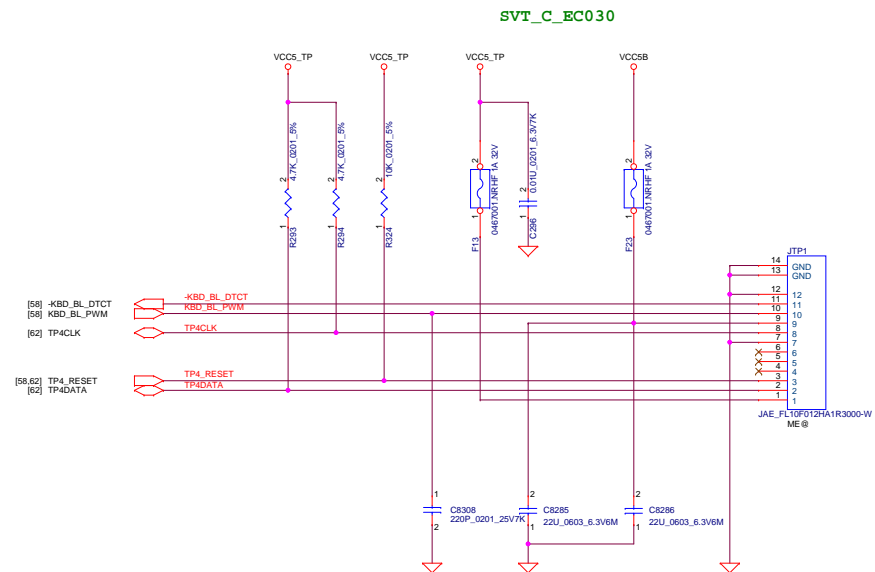 SVT_C_EC030
VCC5_TP
VCC5_TP
VCC5_TP
VCC5B
4.7K_0201_5%
4.7K_0201_5%
10K_0201_5%
0467001.NRHF 1A 32V
0.01U_0201_6.3V7K
0467001.NRHF 1A 32V
2
2
2
2
2
2
1
1
1
1
1
1
R293
R294
R324
F13
C296
F23
JTP1
14 GND
13 GND
12 12
11 11
10 10
9 9
8 8
7 7
6 6
5 5
4 4
3 3
2 2
1 1
JAE_FL10F012HA1R3000-W
ME@
[58] -KBD_BL_DTCT -KBD_BL_DTCT
[58] KBD_BL_PWM KBD_BL_PWM
[62] TP4CLK TP4CLK
[58,62] TP4_RESET TP4_RESET
[62] TP4DATA TP4DATA
1
C8308
220P_0201_25V7K
2
2
C8285
22U_0603_6.3V6M
1
2
C8286
22U_0603_6.3V6M
1